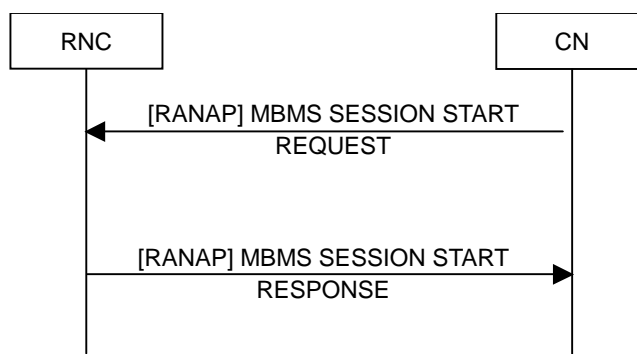 RNC
CN
[RANAP] MBMS SESSION START
REQUEST
[RANAP] MBMS SESSION START
RESPONSE